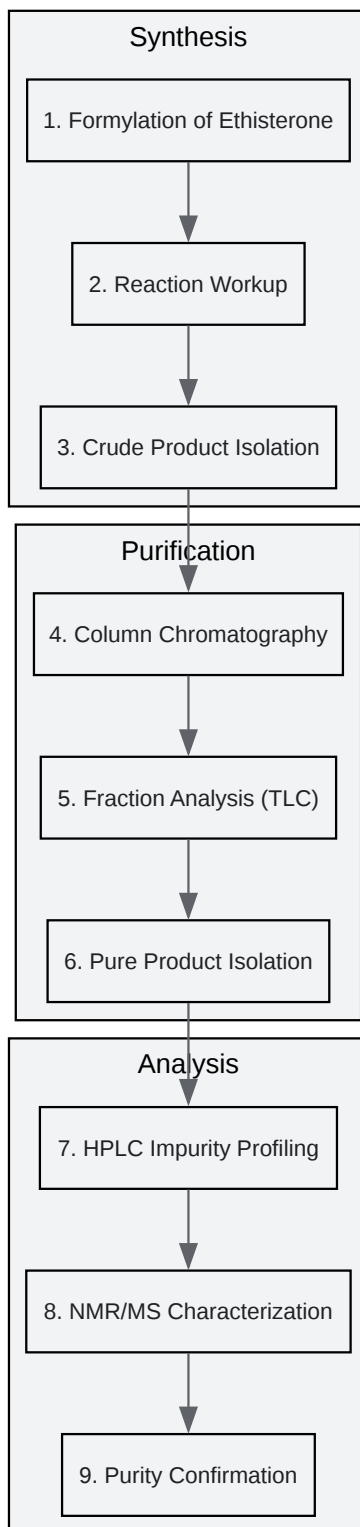 Synthesis
1. Formylation of Ethisterone
2. Reaction Workup
3. Crude Product Isolation
Purification
4. Column Chromatography
5. Fraction Analysis (TLC)
6. Pure Product Isolation
Analysis
7. HPLC Impurity Profiling
8. NMR/MS Characterization
9. Purity Confirmation